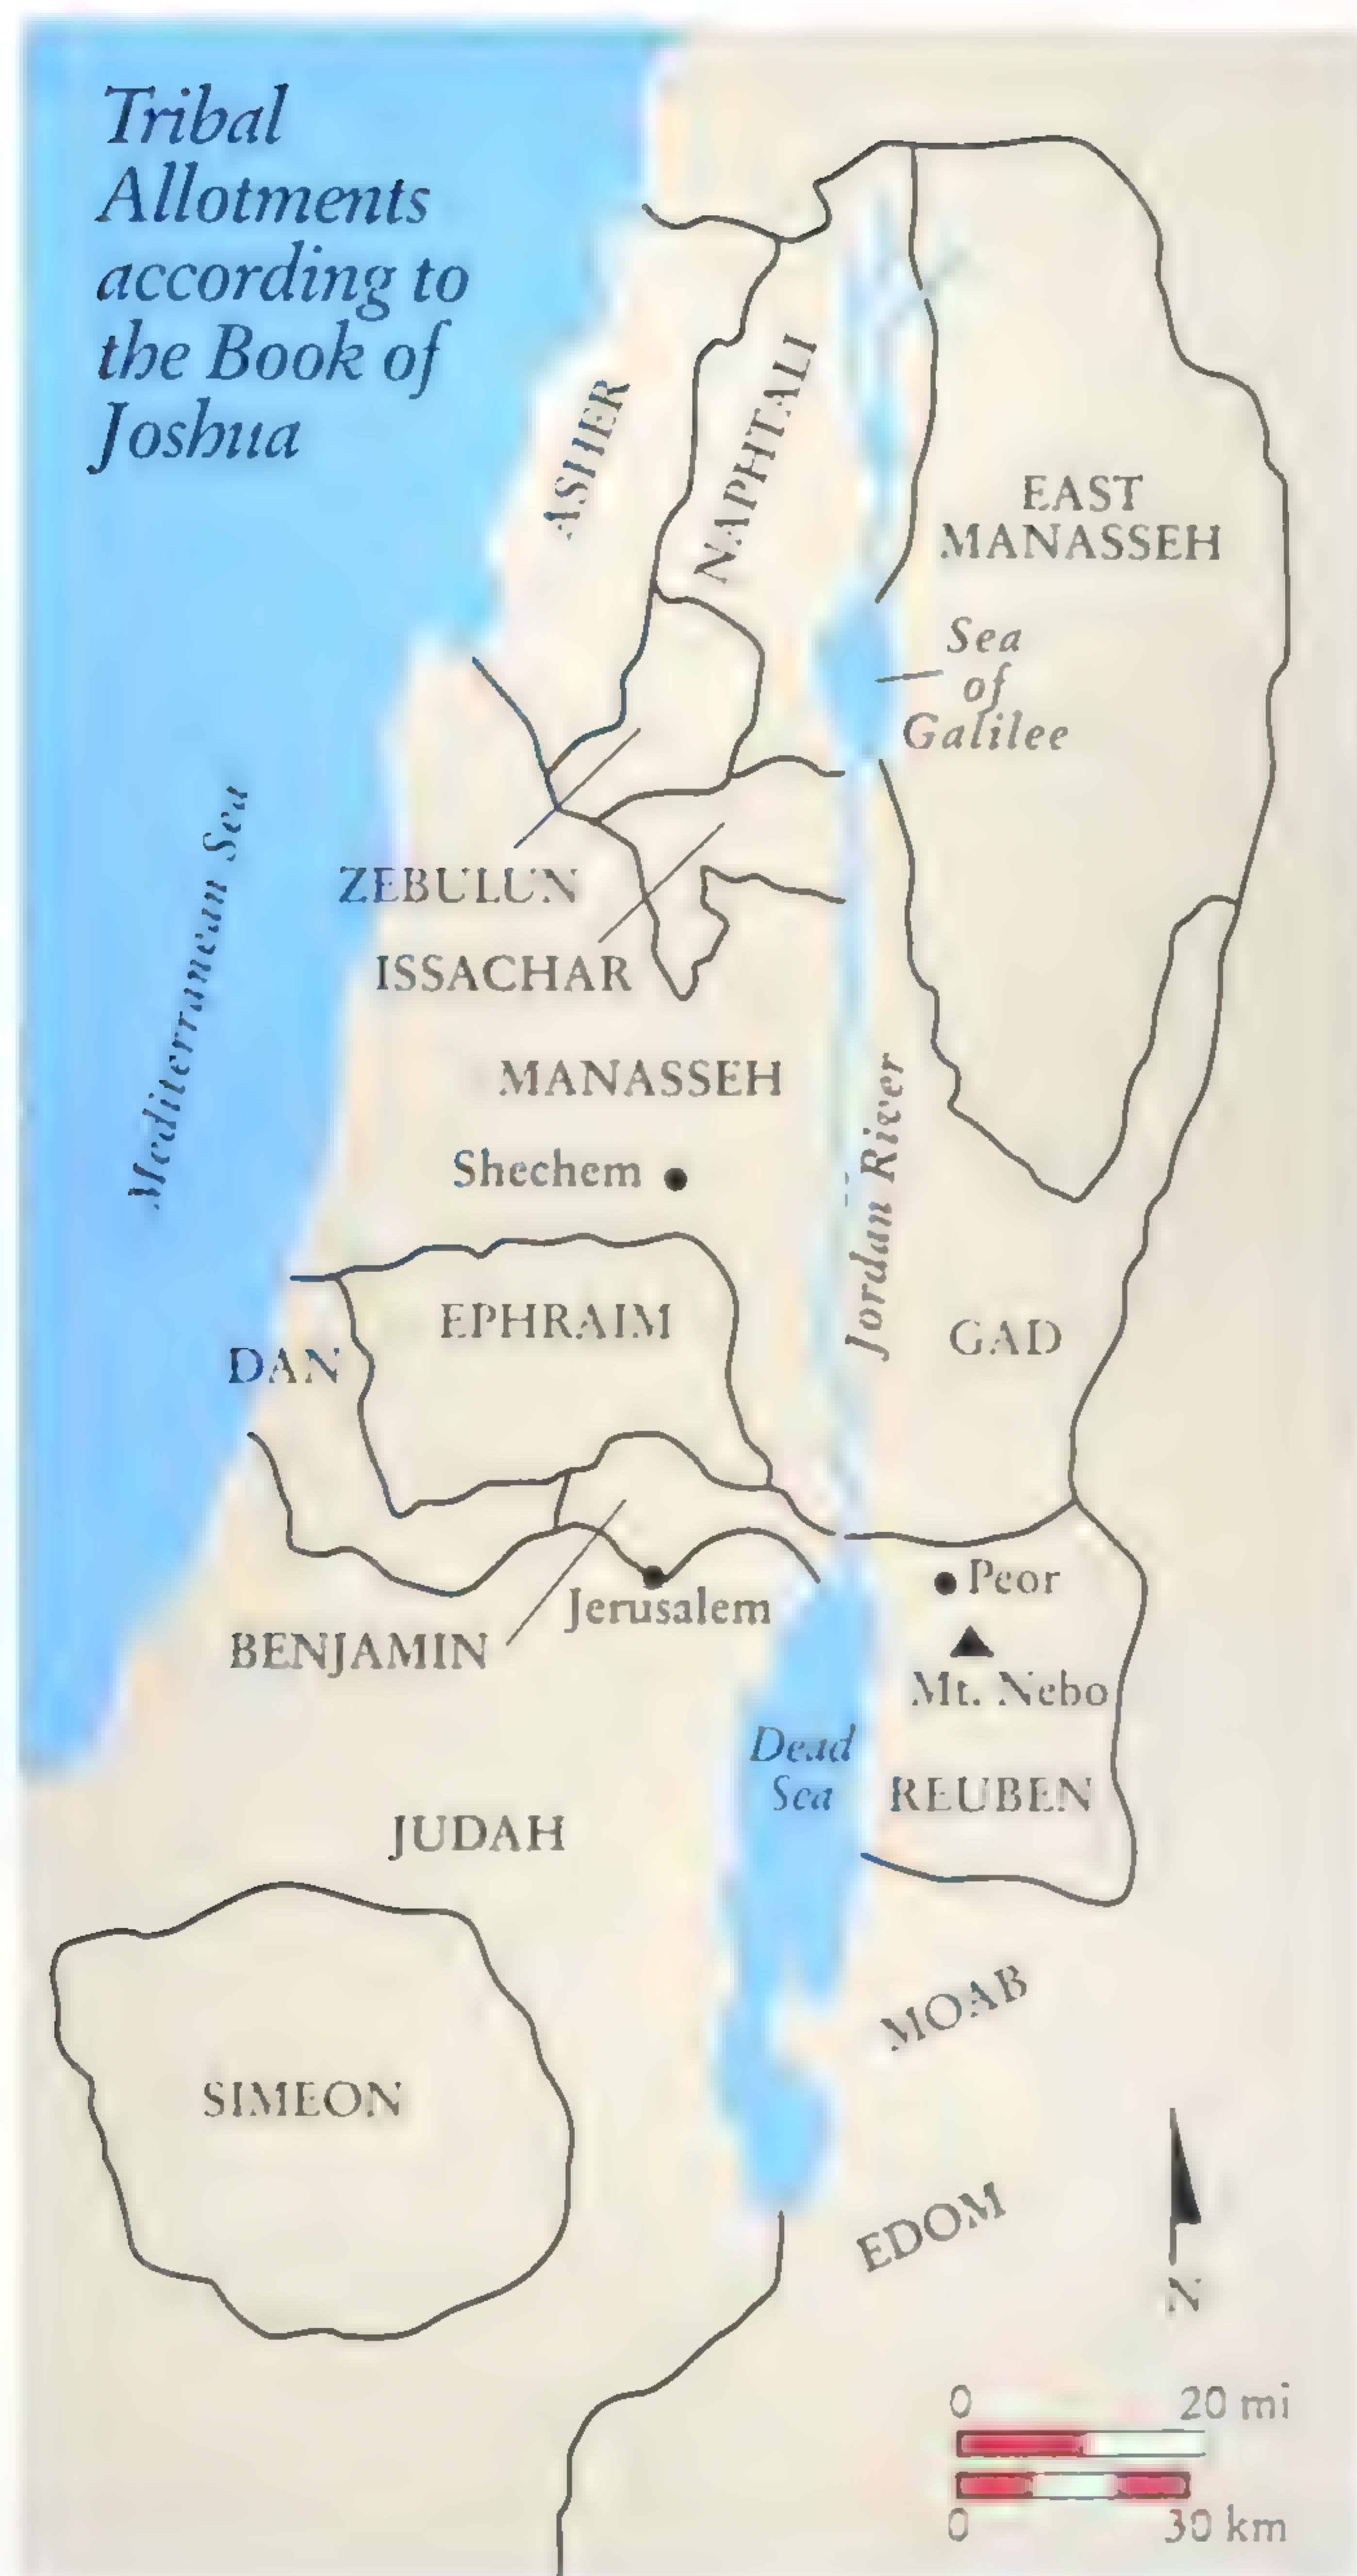 Tribal
Allotments
according to
the Book of
Joshua
ASHER
NAPHTALI
EAST
MANASSEH
Sea
of
Galilee
Mediterranean Sea
ZEBULUN
ISSACHAR
MANASSEH
Shechem
Jordan River
EPHRAIM
DAN
GAD
Peor
Jerusalem
BENJAMIN
Mt. Nebo
Dead
Sea
REUBEN
JUDAH
MOAB
SIMEON
EDOM
N
0 20 mi
0 30 km